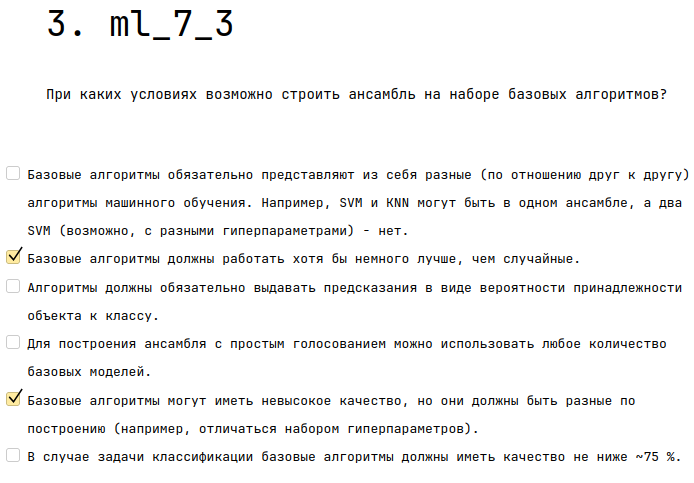 3. ml_7_3
При каких условиях возможно строить ансамбль на наборе базовых алгоритмов?
Базовые алгоритмы обязательно представляют из себя разные (по отношению друг к другу)
алгоритмы машинного обучения. Например, SVM и KNN могут быть в одном ансамбле, а два
SVM (возможно, с разными гиперпараметрами) - нет.
Базовые алгоритмы должны работать хотя бы немного лучше, чем случайные.
Алгоритмы должны обязательно выдавать предсказания в виде вероятности принадлежности
объекта к классу.
Для построения ансамбля с простым голосованием можно использовать любое количество
базовых моделей.
Базовые алгоритмы могут иметь невысокое качество, но они должны быть разные по
построению (например, отличаться набором гиперпараметров).
В случае задачи классификации базовые алгоритмы должны иметь качество не ниже ~75 %.